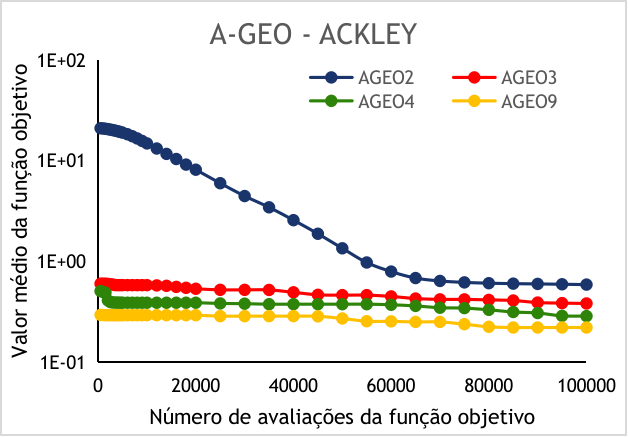 A-GEO - ACKLEY
AGEO2 AGEO3
AGEO4 AGEO9
Valor médio da função objetivo
1E+02
1E+01
1E+00
1E-01
0 20000 40000 60000 80000 100000
Número de avaliações da função objetivo